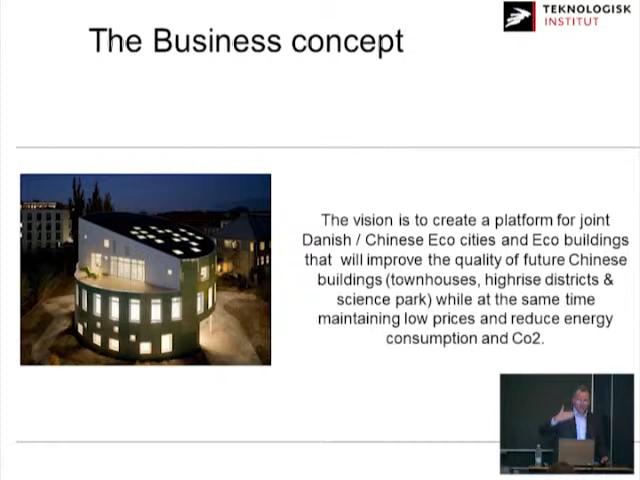 The Business concept
TEKNOLOGISK
INSTITUT
The vision is to create a platform for joint
Danish / Chinese Eco cities and Eco buildings
that will improve the quality of future Chinese
buildings (townhouses, highrise districts &
science park) while at the same time
maintaining low prices and reduce energy
consumption and Co2.